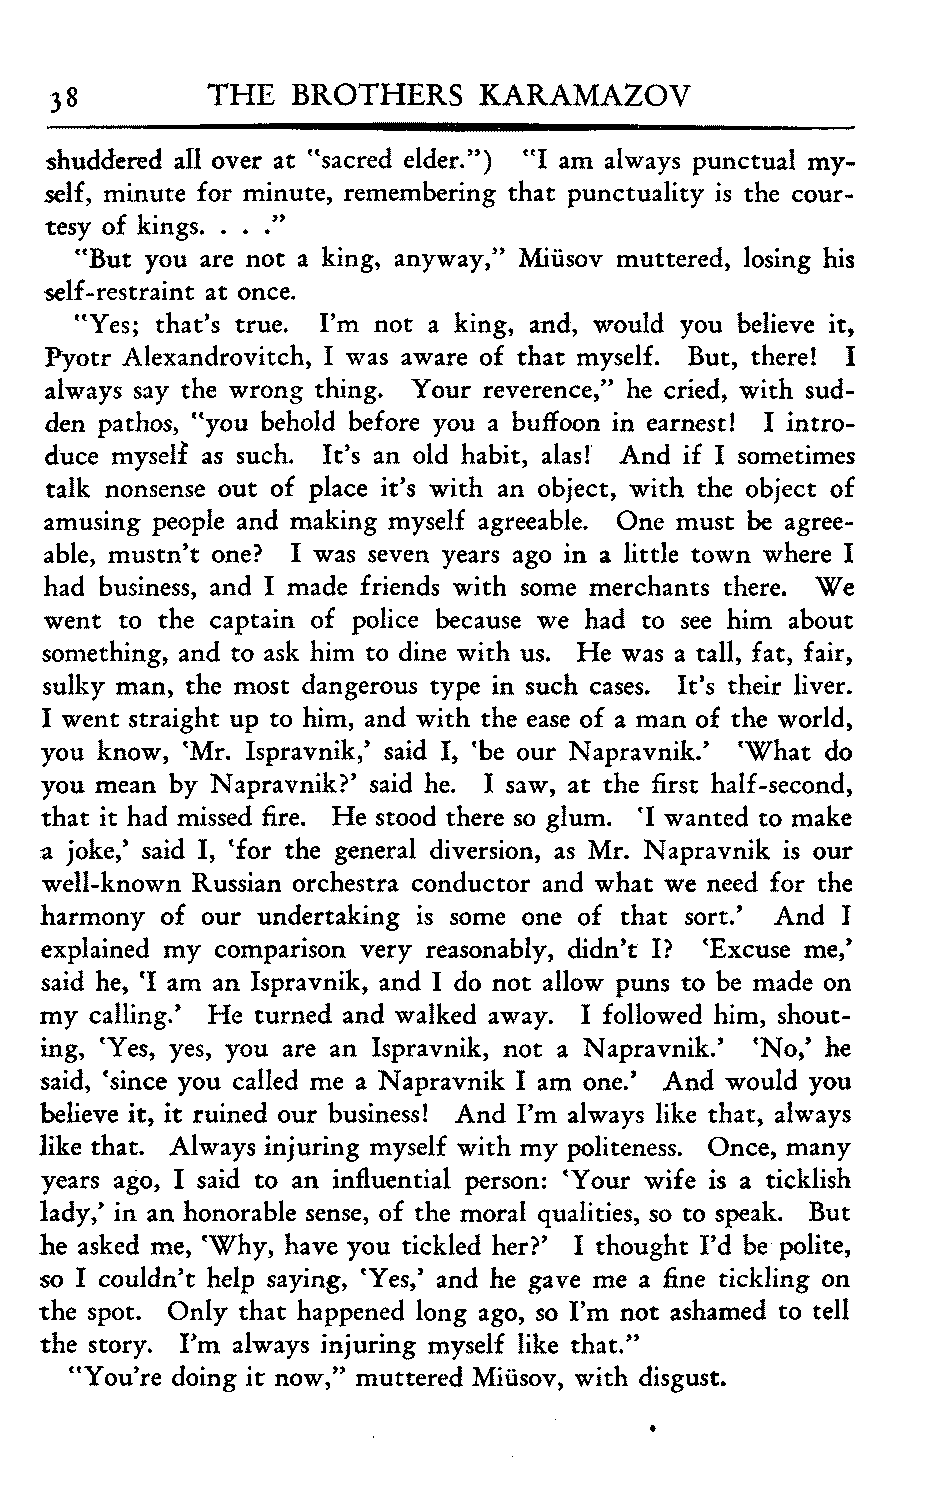 38 THE BROTHERS KARAMAZOV
shuddered all over at "sacred elder.") "I am always punctual my-
self, minute for minute, remembering that punctuality is the cour-
tesy of kings. . . ."
"But you are not a king, anyway," Miüsov muttered, losing his
self-restraint at once.
"Yes; that's true. I'm not a king, and, would you believe it,
Pyotr Alexandrovitch, I was aware of that myself. But, there! I
always say the wrong thing. Your reverence," he cried, with sud-
den pathos, "you behold before you a buffoon in earnest! I intro-
duce myself as such. It's an old habit, alas! And if I sometimes
talk nonsense out of place it's with an object, with the object of
amusing people and making myself agreeable. One must be agree-
able, mustn't one? I was seven years ago in a little town where I
had business, and I made friends with some merchants there. We
went to the captain of police because we had to see him about
something, and to ask him to dine with us. He was a tall, fat, fair,
sulky man, the most dangerous type in such cases. It's their liver.
I went straight up to him, and with the ease of a man of the world,
you know, 'Mr. Ispravnik,' said I, 'be our Napravnik.' 'What do
you mean by Napravnik?' said he. I saw, at the first half-second,
that it had missed fire. He stood there so glum. 'I wanted to make
a joke,' said I, 'for the general diversion, as Mr. Napravnik is our
well-known Russian orchestra conductor and what we need for the
harmony of our undertaking is some one of that sort.' And I
explained my comparison very reasonably, didn't I? 'Excuse me,'
said he, 'I am an Ispravnik, and I do not allow puns to be made on
my calling.' He turned and walked away. I followed him, shout-
ing, 'Yes, yes, you are an Ispravnik, not a Napravnik.' 'No,' he
said, 'since you called me a Napravnik I am one.' And would you
believe it, it ruined our business! And I'm always like that, always
like that. Always injuring myself with my politeness. Once, many
years ago, I said to an influential person: 'Your wife is a ticklish
lady,' in an honorable sense, of the moral qualities, so to speak. But
he asked me, 'Why, have you tickled her?' I thought I'd be polite,
so I couldn't help saying, 'Yes,' and he gave me a fine tickling on
the spot. Only that happened long ago, so I'm not ashamed to tell
the story. I'm always injuring myself like that."
"You're doing it now," muttered Miüsov, with disgust.